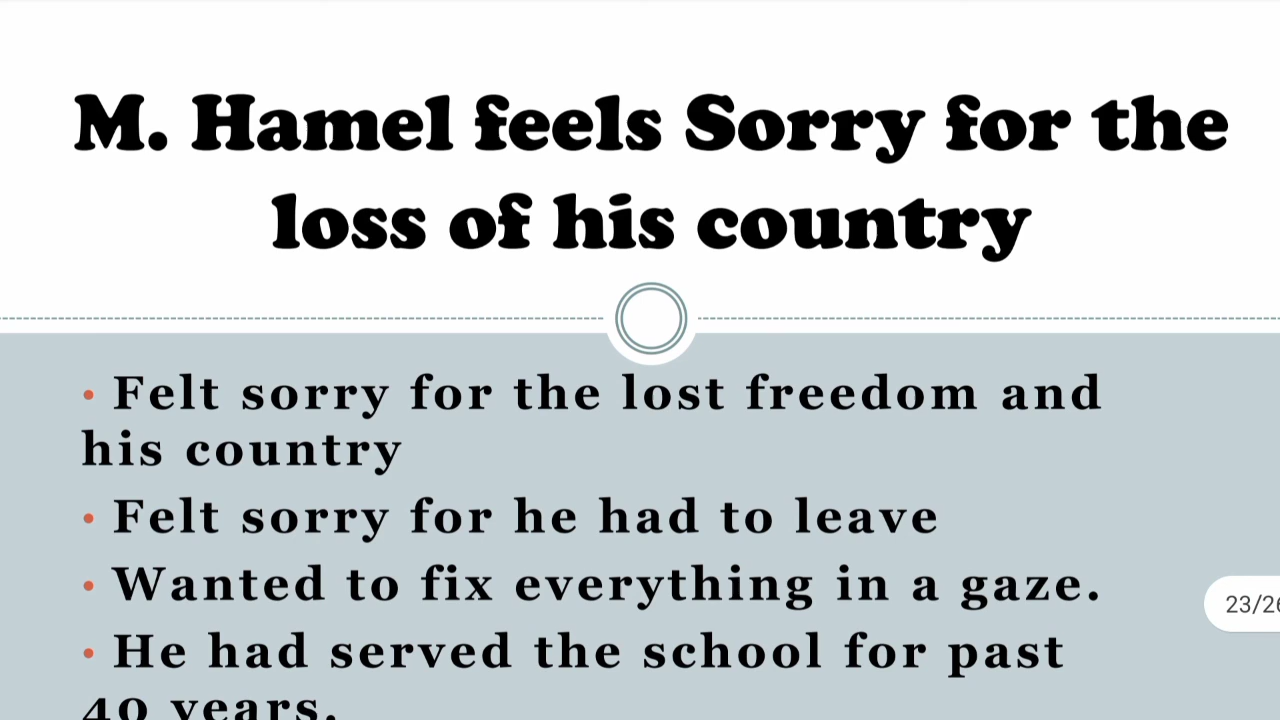 M. Hamel feels Sorry for the
loss of his country
• Felt sorry for the lost freedom and
his country
• Felt sorry for he had to leave
• Wanted to fix everything in a gaze.
• He had served the school for past
40 years.
23/26